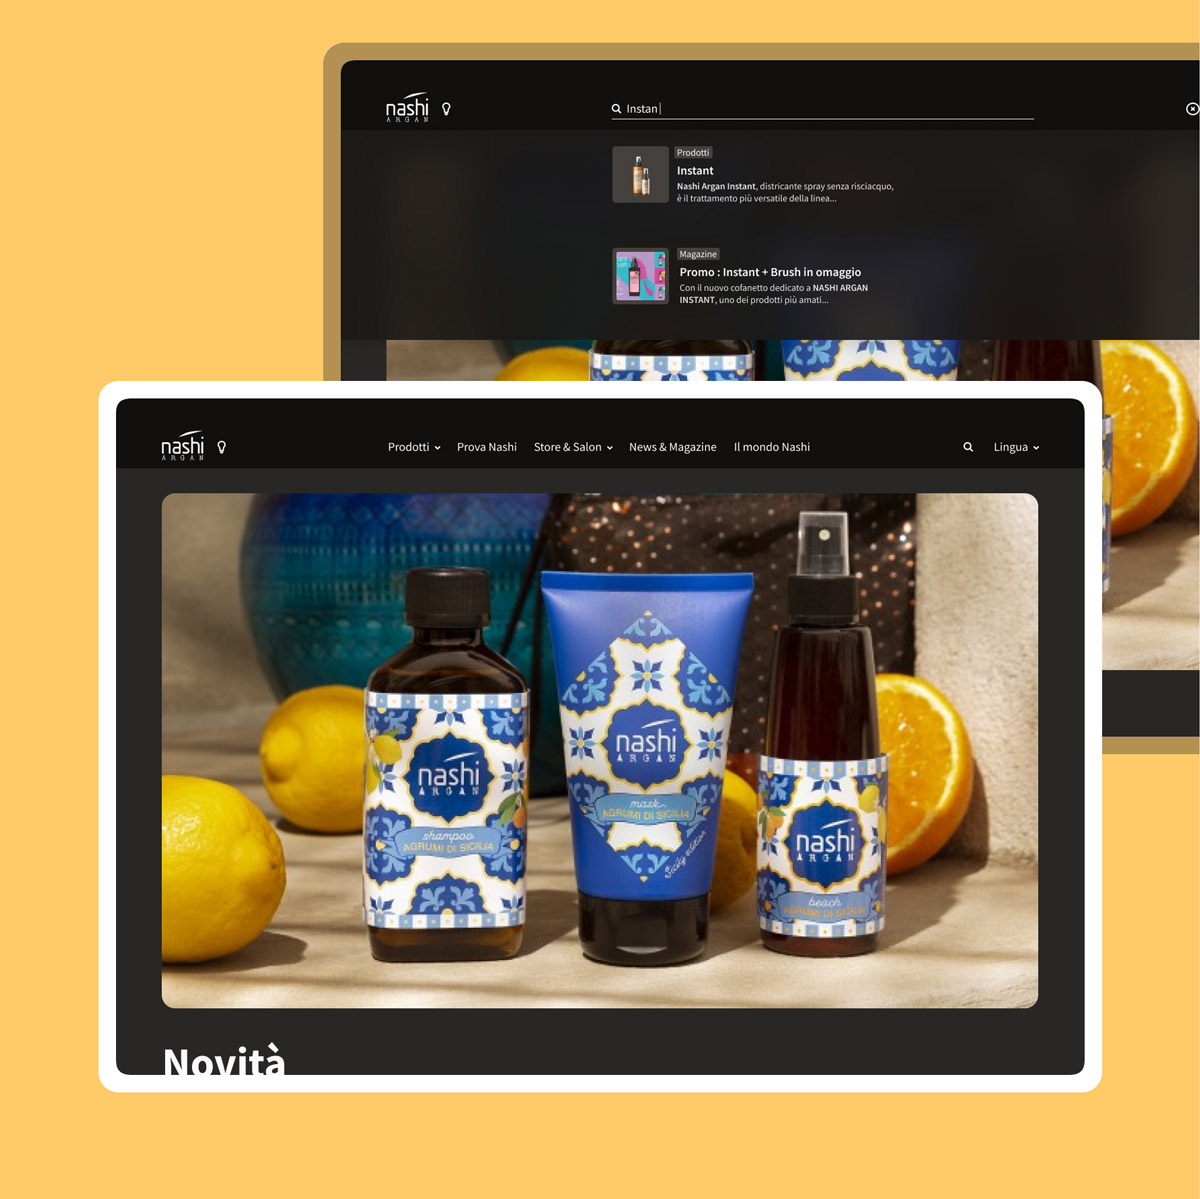 nashi
ARGAN
Instan
Prodotti
Instant
Nashi Argan Instant, districante spray senza risciacquo,
è il trattamento più versatile della linea...
Magazine
Promo : Instant + Brush in omaggio
Con il nuovo cofanetto dedicato a NASHI ARGAN
INSTANT, uno dei prodotti più amati...
nashi
ARGAN
Prodotti
Prova Nashi
Store & Salon
News & Magazine
Il mondo Nashi
Lingua
nashi
ARGAN
shampoo
AGRUMI DI SICILIA
nashi
ARGAN
mask
AGRUMI DI SICILIA
Sicily edition
nashi
ARGAN
beach
AGRUMI DI SICILIA
Novità